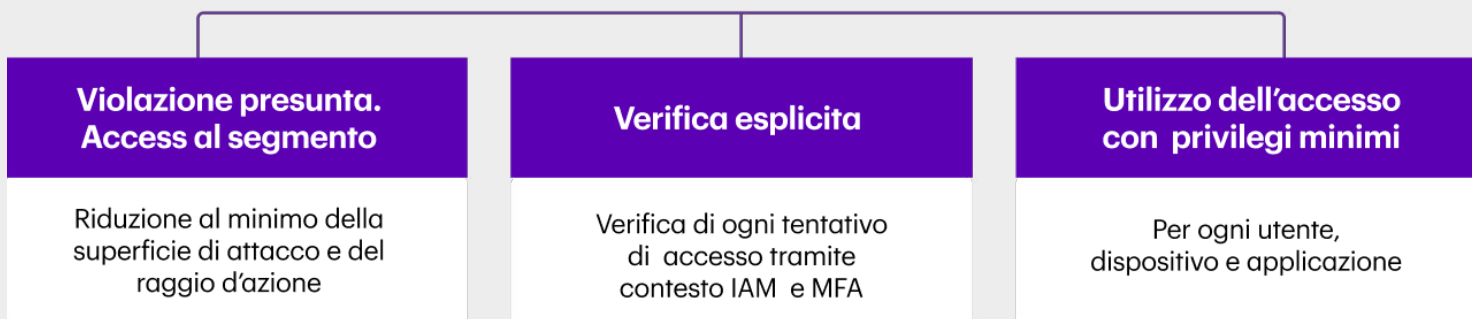 Violazione presunta.
Access al segmento
Riduzione al minimo della
superficie di attacco e del
raggio d'azione
Verifica esplicita
Verifica di ogni tentativo
di accesso tramite
contesto IAM e MFA
Utilizzo dell'accesso
con privilegi minimi
Per ogni utente,
dispositivo e applicazione